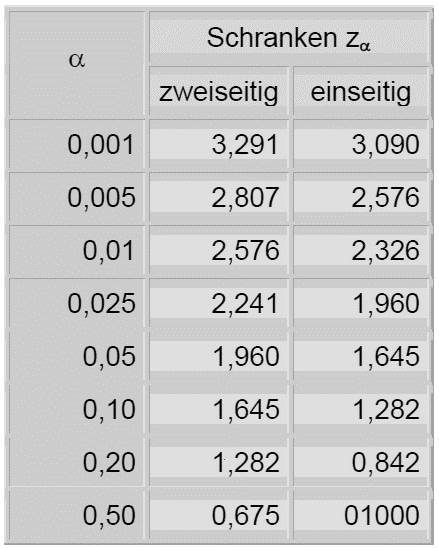 α Schranken zα
zweiseitig einseitig
0,001 3,291 3,090
0,005 2,807 2,576
0,01 2,576 2,326
0,025 2,241 1,960
0,05 1,960 1,645
0,10 1,645 1,282
0,20 1,282 0,842
0,50 0,675 01000